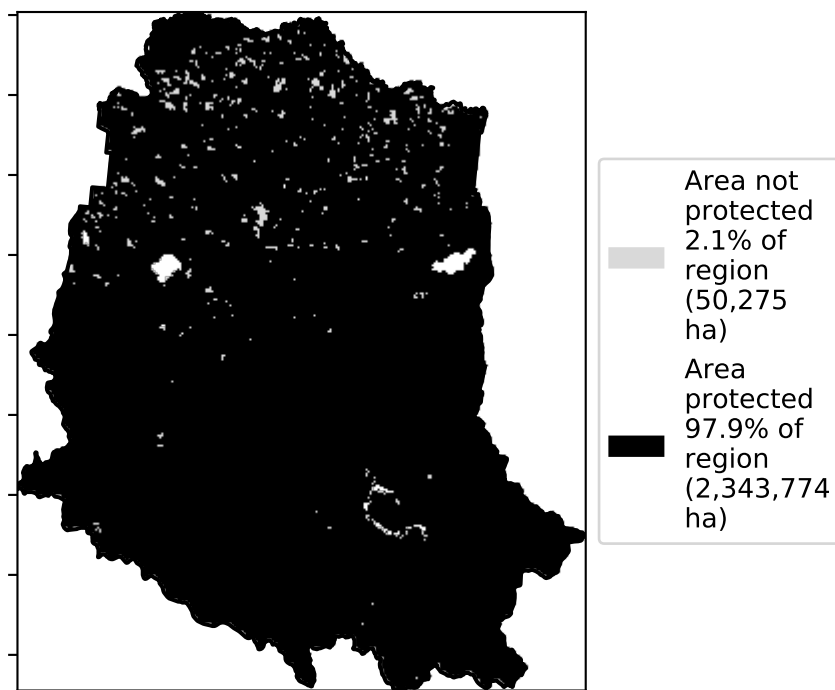 Area not
protected
2.1% of
region
(50,275
ha)
Area
protected
97.9% of
region
(2,343,774
ha)